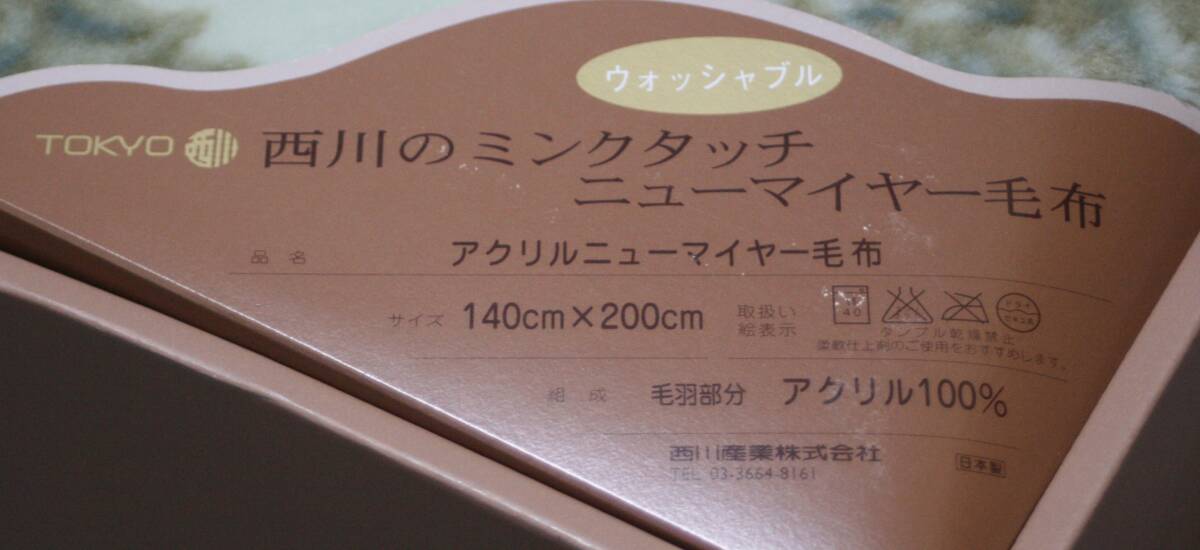 ウォッシャブル
TOKYO 西川 西川のミンクタッチ
ニューマイヤー毛布
品名 アクリルニューマイヤー毛布
サイズ 140cm×200cm 取扱い
絵表示
40 ドライ
タンブル乾燥禁止
柔軟仕上剤のご使用をおすすめします。
組成 毛羽部分 アクリル100%
西川産業株式会社 日本製
TEL 03-3664-8161